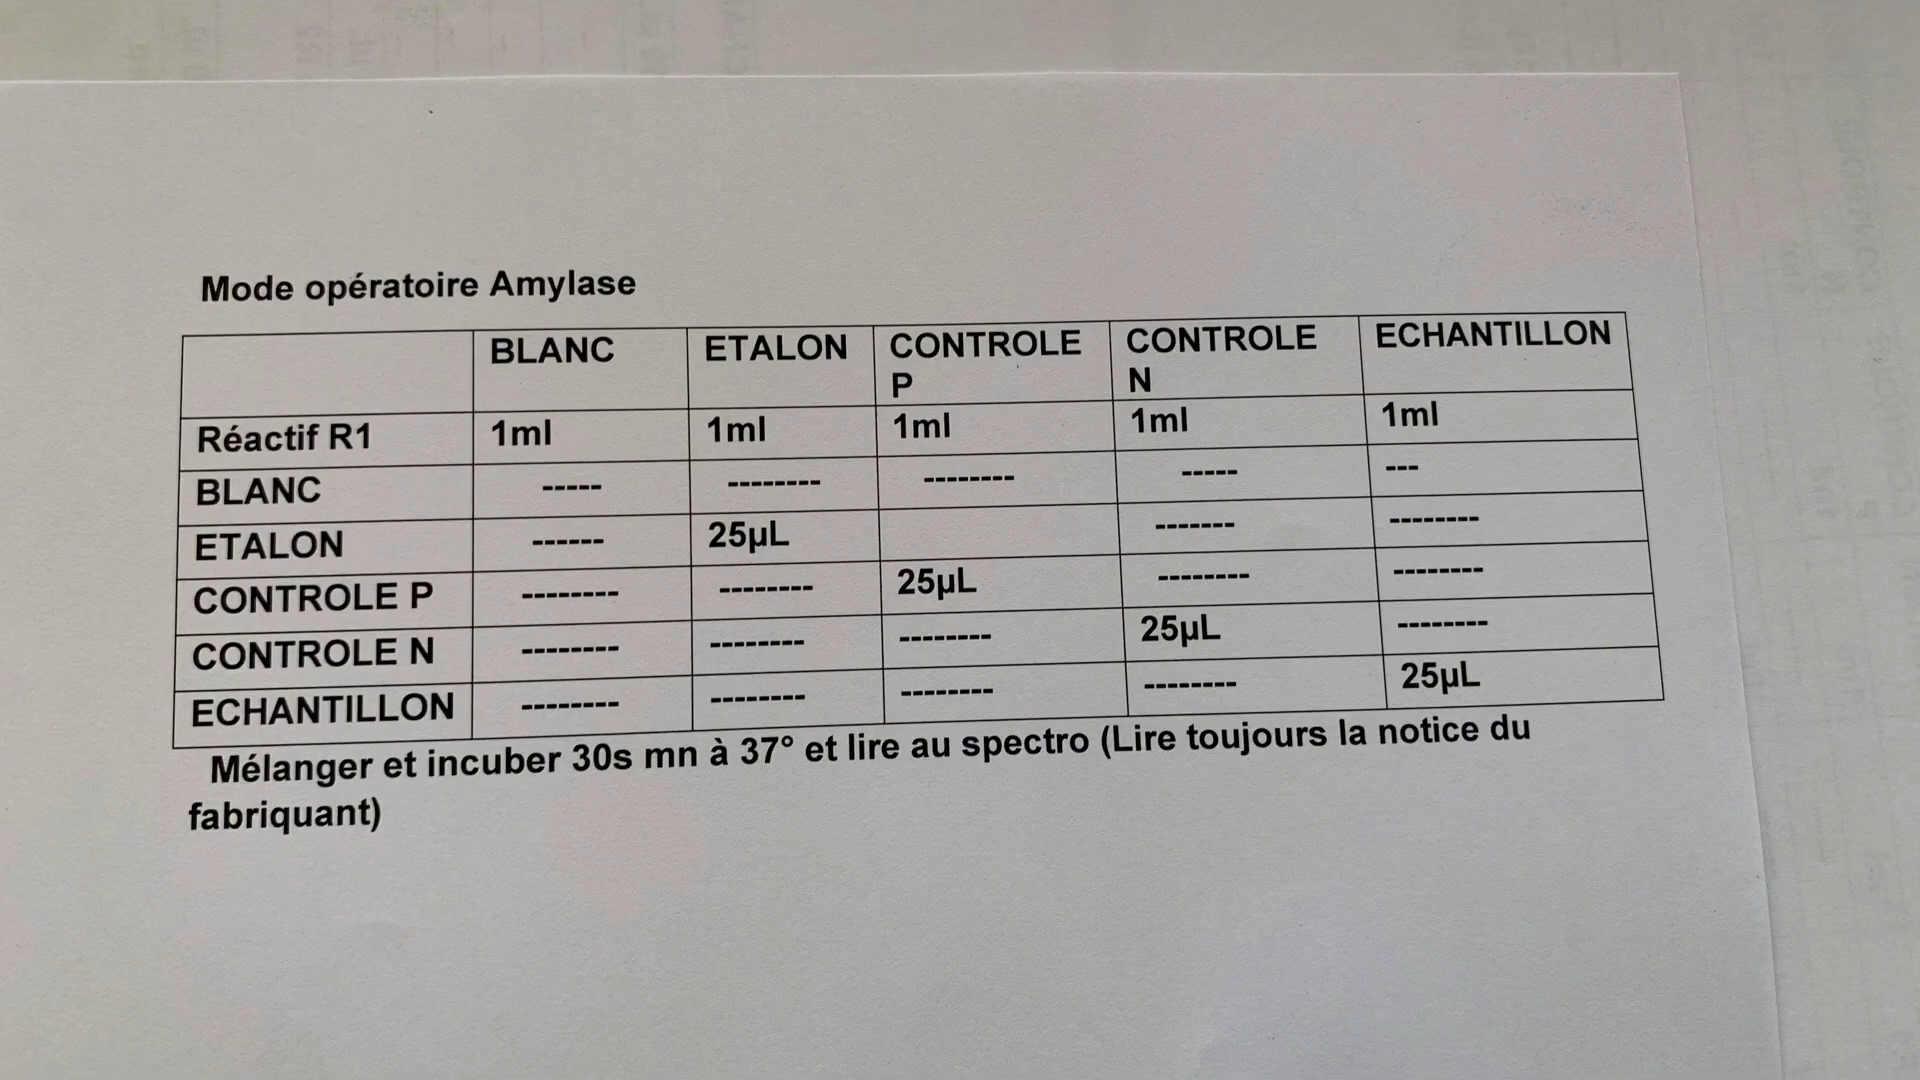 Mode opératoire Amylase
BLANC ETALON CONTROLE P CONTROLE N ECHANTILLON
Réactif R1 1ml 1ml 1ml 1ml 1ml
BLANC ----- -------- -------- ----- ---
ETALON ------ 25µL ------- --------
CONTROLE P -------- -------- 25µL -------- --------
CONTROLE N -------- -------- -------- 25µL --------
ECHANTILLON -------- -------- -------- -------- 25µL
Mélanger et incuber 30s mn à 37° et lire au spectro (Lire toujours la notice du
fabriquant)